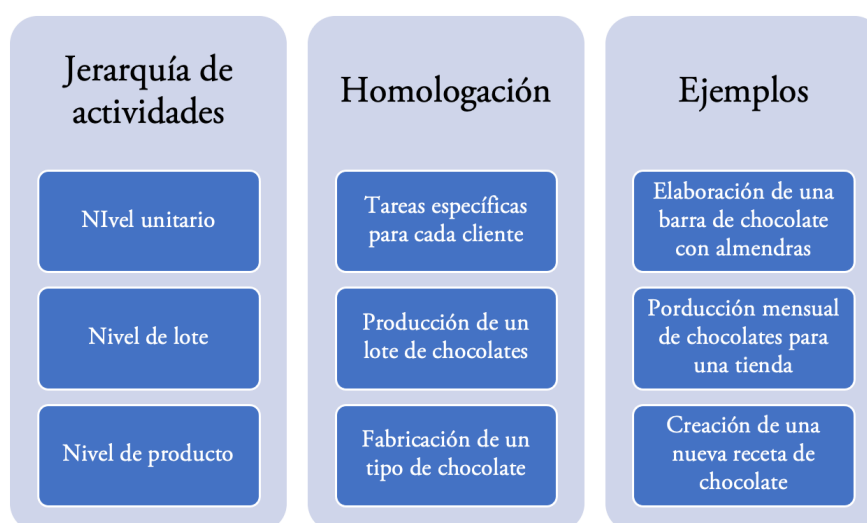 Jerarquía de
actividades
NIvel unitario
Nivel de lote
Nivel de producto
Homologación
Tareas específicas
para cada cliente
Producción de un
lote de chocolates
Fabricación de un
tipo de chocolate
Ejemplos
Elaboración de una
barra de chocolate
con almendras
Porducción mensual
de chocolates para
una tienda
Creación de una
nueva receta de
chocolate